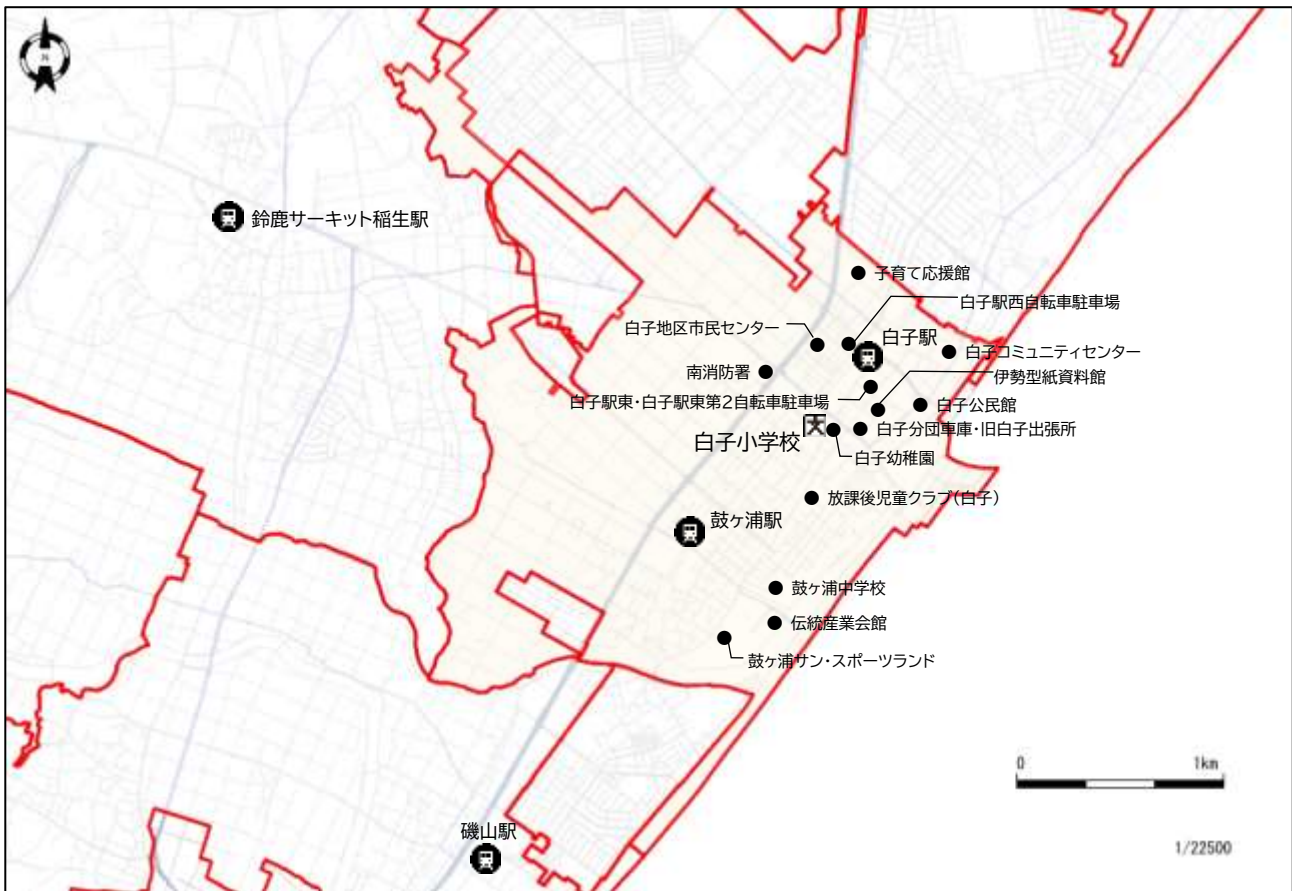 鈴鹿サーキット稲生駅
子育て応援館
白子駅西自転車駐車場
白子地区市民センター
白子駅
白子コミュニティセンター
南消防署
伊勢型紙資料館
白子駅東・白子駅東第2自転車駐車場
白子公民館
白子小学校
文
白子分団車庫・旧白子出張所
白子幼稚園
放課後児童クラブ(白子)
鼓ヶ浦駅
鼓ヶ浦中学校
伝統産業会館
鼓ヶ浦サン・スポーツランド
0 1km
磯山駅
1/22500